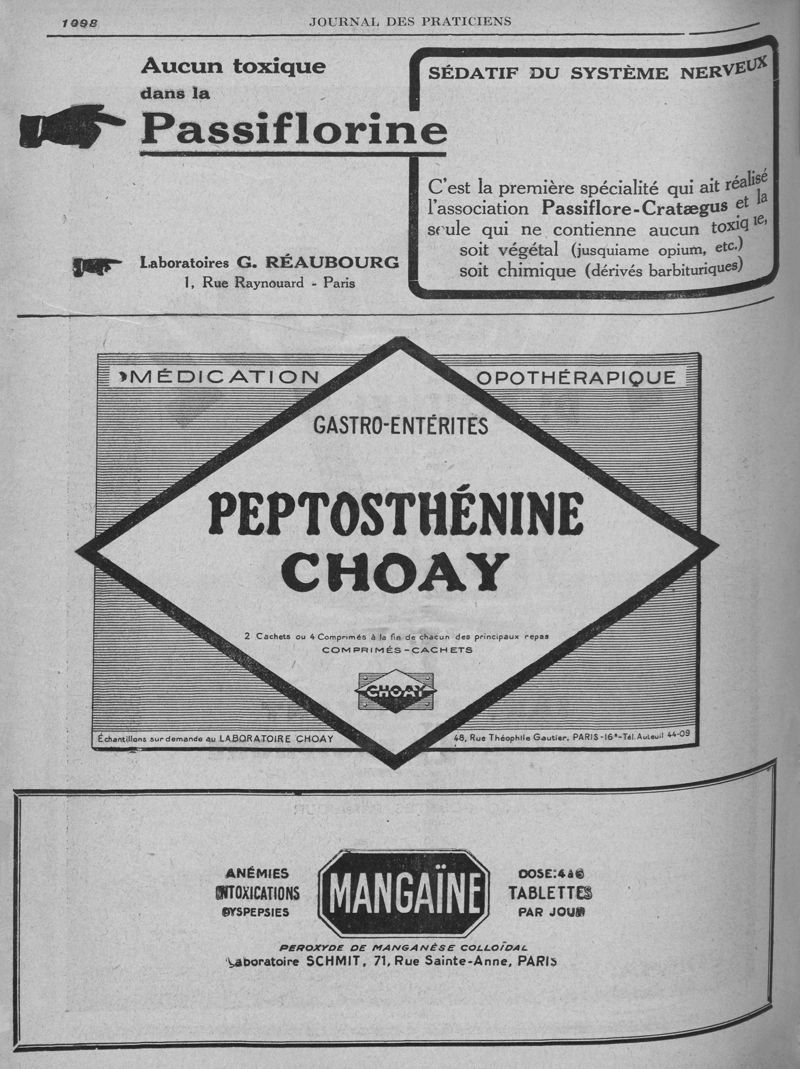 1098
JOURNAL DES PRATICIENS
Aucun toxique
dans la
Passiflorine
Laboratoires G. RÉAUBOURG
1, Rue Raynouard - Paris
SÉDATIF DU SYSTÈME NERVEUX
C'est la première spécialité qui ait réalisé
l'association Passiflore-Cratægus et la
seule qui ne contienne aucun toxique,
soit végétal (jusquiame opium, etc.)
soit chimique (dérivés barbituriques)
MÉDICATION OPOTHÉRAPIQUE
GASTRO-ENTÉRITES
PEPTOSTHÉNINE
CHOAY
2 Cachets ou 4 Comprimés à la fin de chacun des principaux repas
COMPRIMÉS-CACHETS
CHOAY
Échantillons sur demande au LABORATOIRE CHOAY
48, Rue Théophile Gautier, PARIS-16e-Tél. Auteuil 44-09
ANÉMIES
INTOXICATIONS
DYSPEPSIES
MANGAÏNE
DOSE: 4 à 6
TABLETTES
PAR JOUR
PEROXYDE DE MANGANÈSE COLLOÏDAL
Laboratoire SCHMIT, 71, Rue Sainte-Anne, PARIS